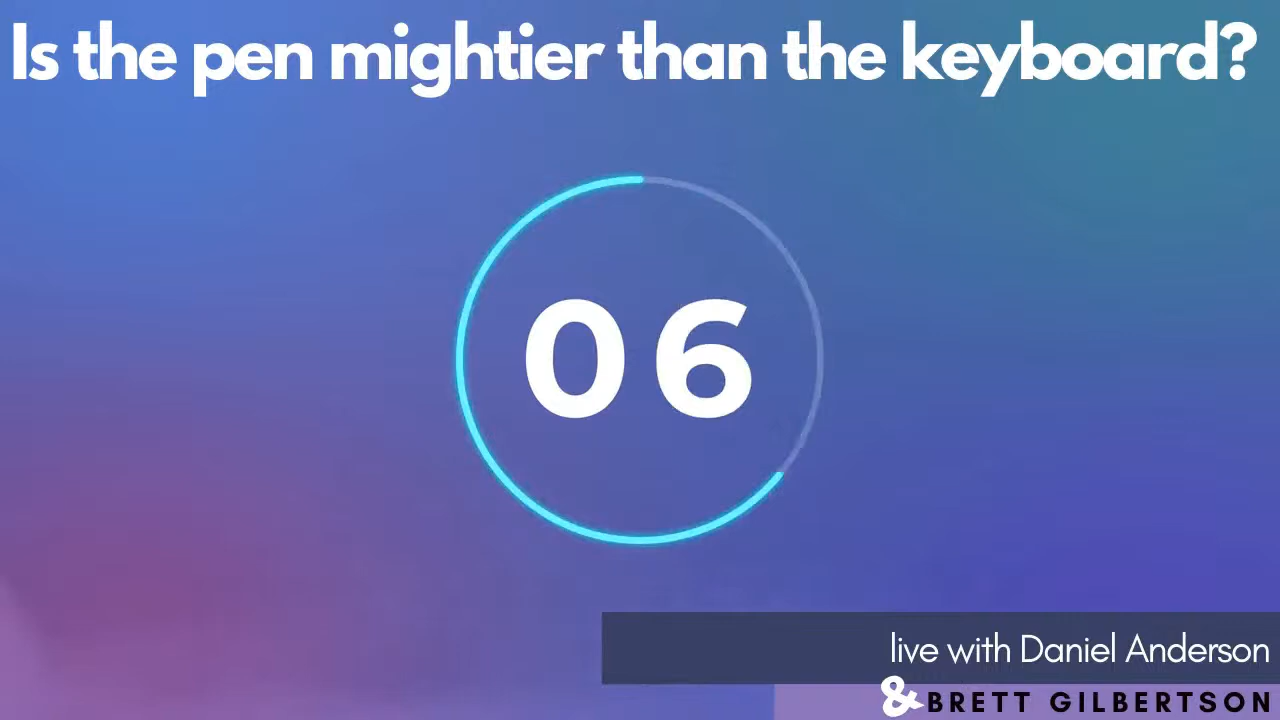 Is the pen mightier than the keyboard?
06
live with Daniel Anderson
& BRETT GILBERTSON